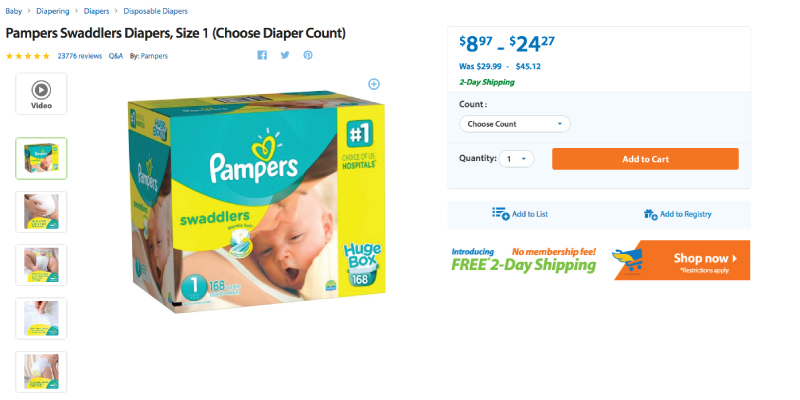 Baby > Diapering > Diapers > Disposable Diapers
Pampers Swaddlers Diapers, Size 1 (Choose Diaper Count)
23776 reviews Q&A By: Pampers
Video
#1
CHOICE OF US
HOSPITALS
Pampers
Pampers
swaddlers
Huge
Box
168
1 168
$8.97 - $24.27
Was $29.99 - $45.12
2-Day Shipping
Count :
Choose Count
Quantity: 1
Add to Cart
Add to List
Add to Registry
Introducing No membership fee!
FREE* 2-Day Shipping
Shop now
*Restrictions apply.